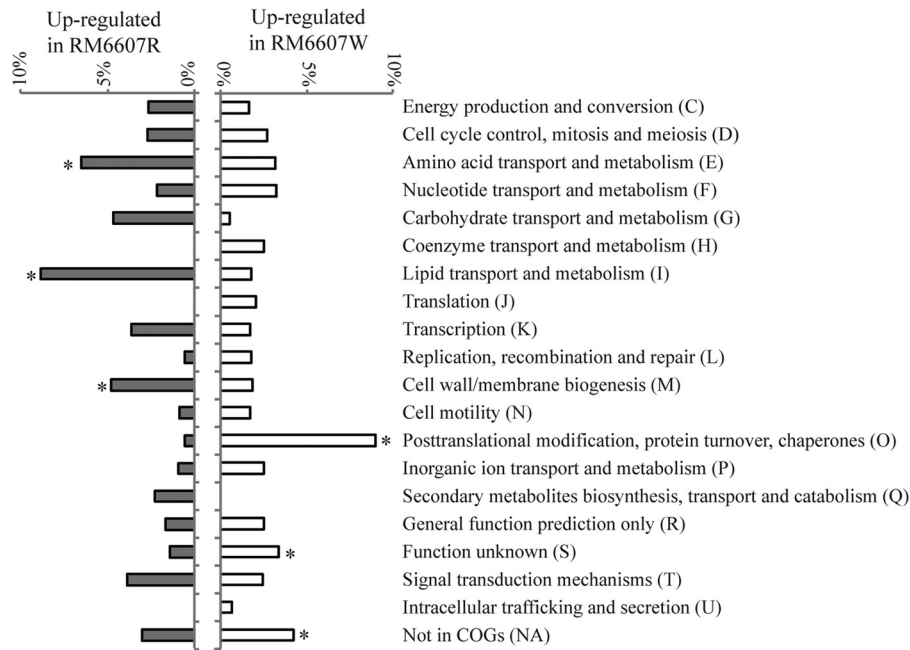 Up-regulated
in RM6607R
Up-regulated
in RM6607W
10%
5%
0%
0%
5%
10%
Energy production and conversion (C)
Cell cycle control, mitosis and meiosis (D)
* Amino acid transport and metabolism (E)
Nucleotide transport and metabolism (F)
Carbohydrate transport and metabolism (G)
Coenzyme transport and metabolism (H)
* Lipid transport and metabolism (I)
Translation (J)
Transcription (K)
Replication, recombination and repair (L)
* Cell wall/membrane biogenesis (M)
Cell motility (N)
* Posttranslational modification, protein turnover, chaperones (O)
Inorganic ion transport and metabolism (P)
Secondary metabolites biosynthesis, transport and catabolism (Q)
General function prediction only (R)
* Function unknown (S)
Signal transduction mechanisms (T)
Intracellular trafficking and secretion (U)
* Not in COGs (NA)